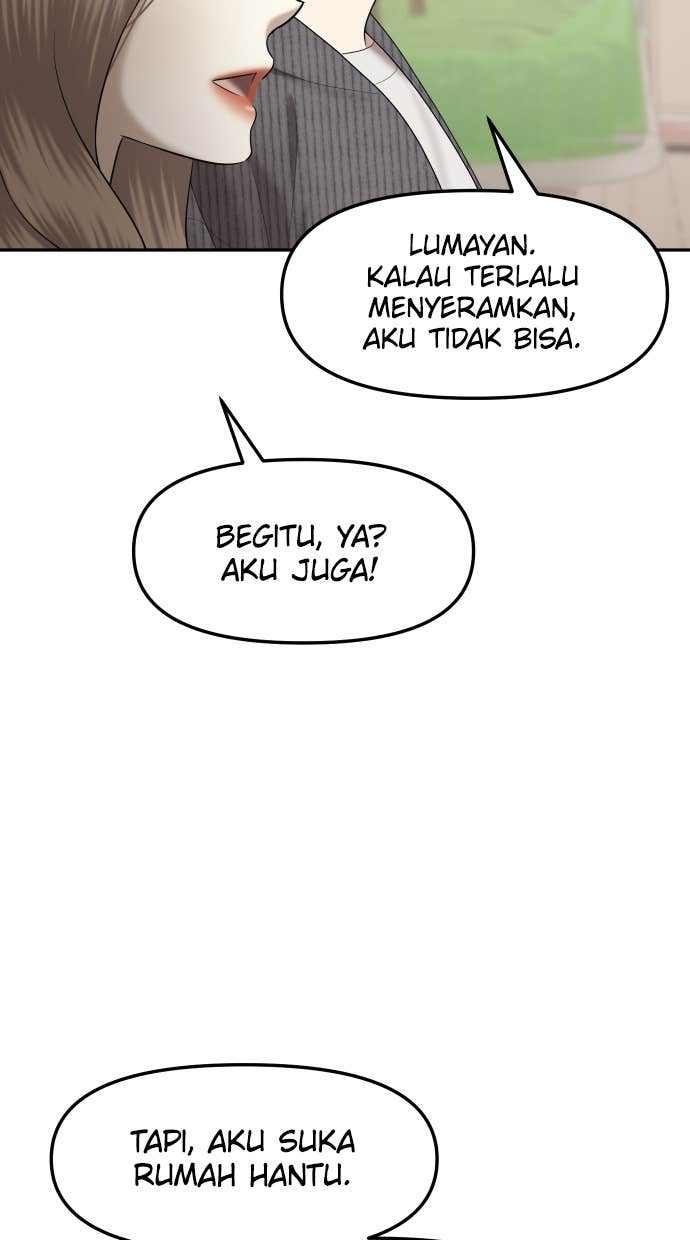 LUMAYAN.
KALAU TERLALU
MENYERAMKAN,
AKU TIDAK BISA.
BEGITU, YA?
AKU JUGA!
TAPI, AKU SUKA
RUMAH HANTU.